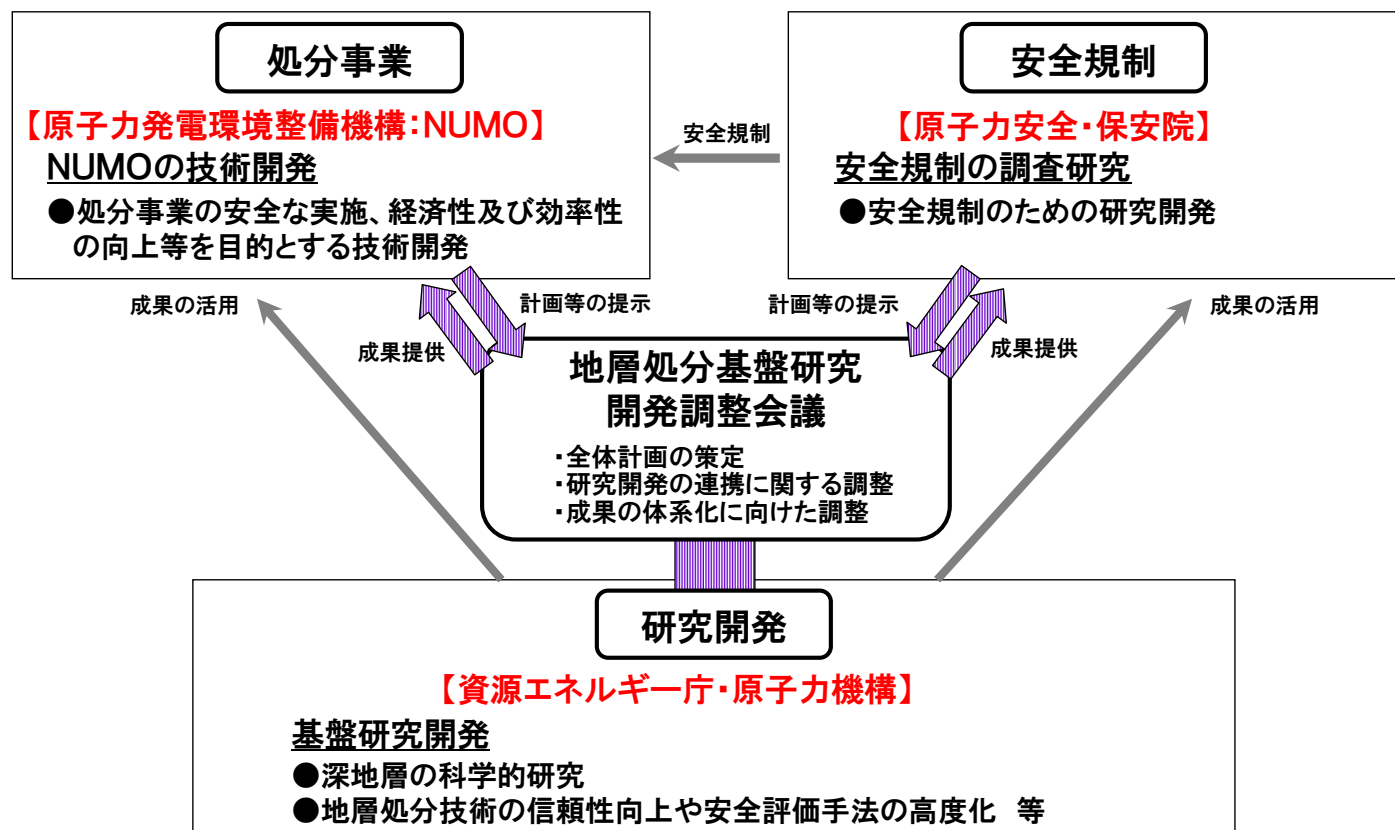 処分事業
【原子力発電環境整備機構:NUMO】
NUMOの技術開発
●処分事業の安全な実施、経済性及び効率性
の向上等を目的とする技術開発
安全規制
安全規制
【原子力安全・保安院】
安全規制の調査研究
●安全規制のための研究開発
成果の活用
成果提供
計画等の提示
計画等の提示
成果提供
成果の活用
地層処分基盤研究
開発調整会議
・全体計画の策定
・研究開発の連携に関する調整
・成果の体系化に向けた調整
研究開発
【資源エネルギー庁・原子力機構】
基盤研究開発
●深地層の科学的研究
●地層処分技術の信頼性向上や安全評価手法の高度化 等